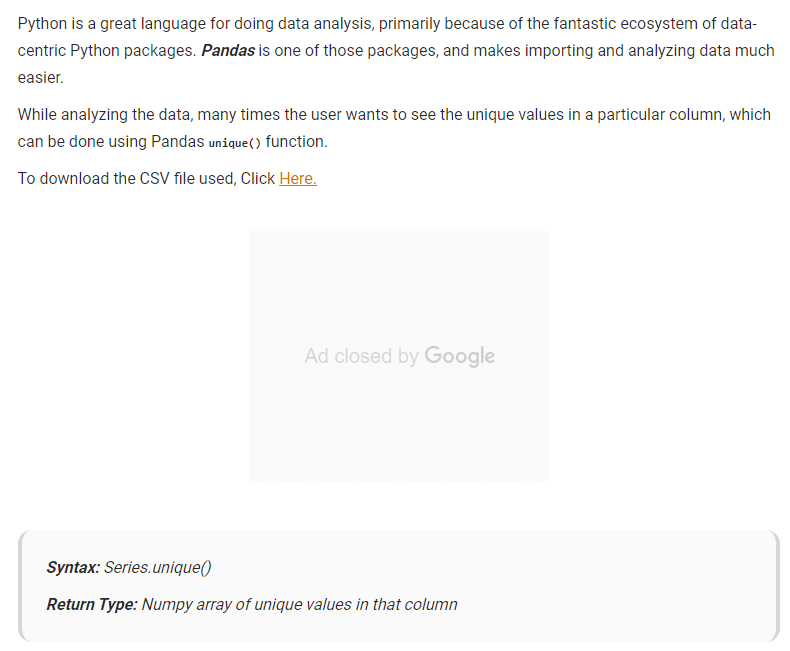 Python is a great language for doing data analysis, primarily because of the fantastic ecosystem of data-
centric Python packages. Pandas is one of those packages, and makes importing and analyzing data much
easier.
While analyzing the data, many times the user wants to see the unique values in a particular column, which
can be done using Pandas unique() function.
To download the CSV file used, Click Here.
Ad closed by Google
Syntax: Series.unique()
Return Type: Numpy array of unique values in that column